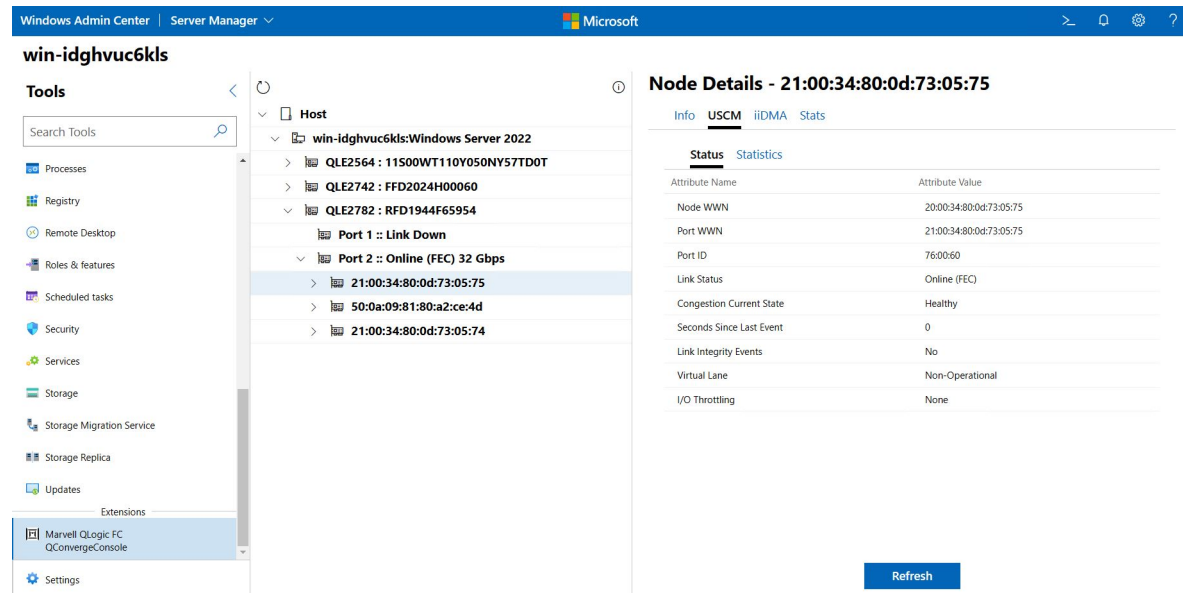 Windows Admin Center | Server Manager
Microsoft
>_
?
win-idghvuc6kls
Tools
Search Tools
Processes
Registry
Remote Desktop
Roles & features
Scheduled tasks
Security
Services
Storage
Storage Migration Service
Storage Replica
Updates
Extensions
Marvell QLogic FC
QConvergeConsole
Settings
Host
win-idghvuc6kls:Windows Server 2022
QLE2564 : 11S00WT110Y050NY57TD0T
QLE2742 : FFD2024H00060
QLE2782 : RFD1944F65954
Port 1 :: Link Down
Port 2 :: Online (FEC) 32 Gbps
21:00:34:80:0d:73:05:75
50:0a:09:81:80:a2:ce:4d
21:00:34:80:0d:73:05:74
Node Details - 21:00:34:80:0d:73:05:75
Info USCM iiDMA Stats
Status Statistics
Attribute Name Attribute Value
Node WWN 20:00:34:80:0d:73:05:75
Port WWN 21:00:34:80:0d:73:05:75
Port ID 76:00:60
Link Status Online (FEC)
Congestion Current State Healthy
Seconds Since Last Event 0
Link Integrity Events No
Virtual Lane Non-Operational
I/O Throttling None
Refresh